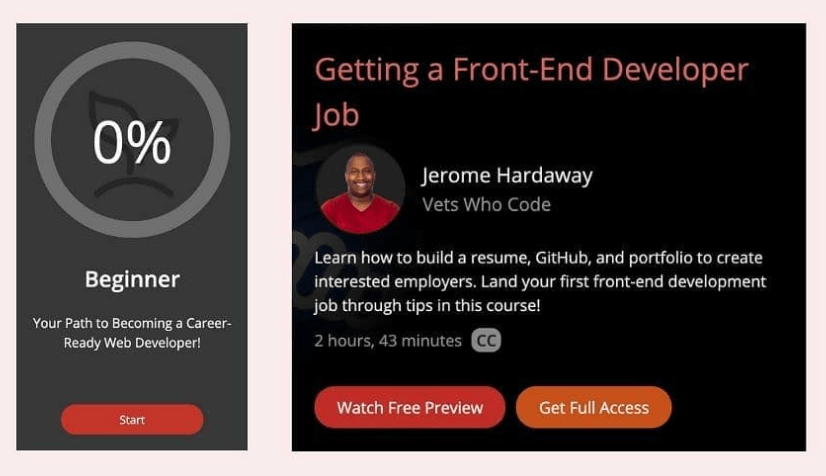 0%
Beginner
Your Path to Becoming a Career-
Ready Web Developer!
Start
Getting a Front-End Developer
Job
Jerome Hardaway
Vets Who Code
Learn how to build a resume, GitHub, and portfolio to create
interested employers. Land your first front-end development
job through tips in this course!
2 hours, 43 minutes CC
Watch Free Preview Get Full Access